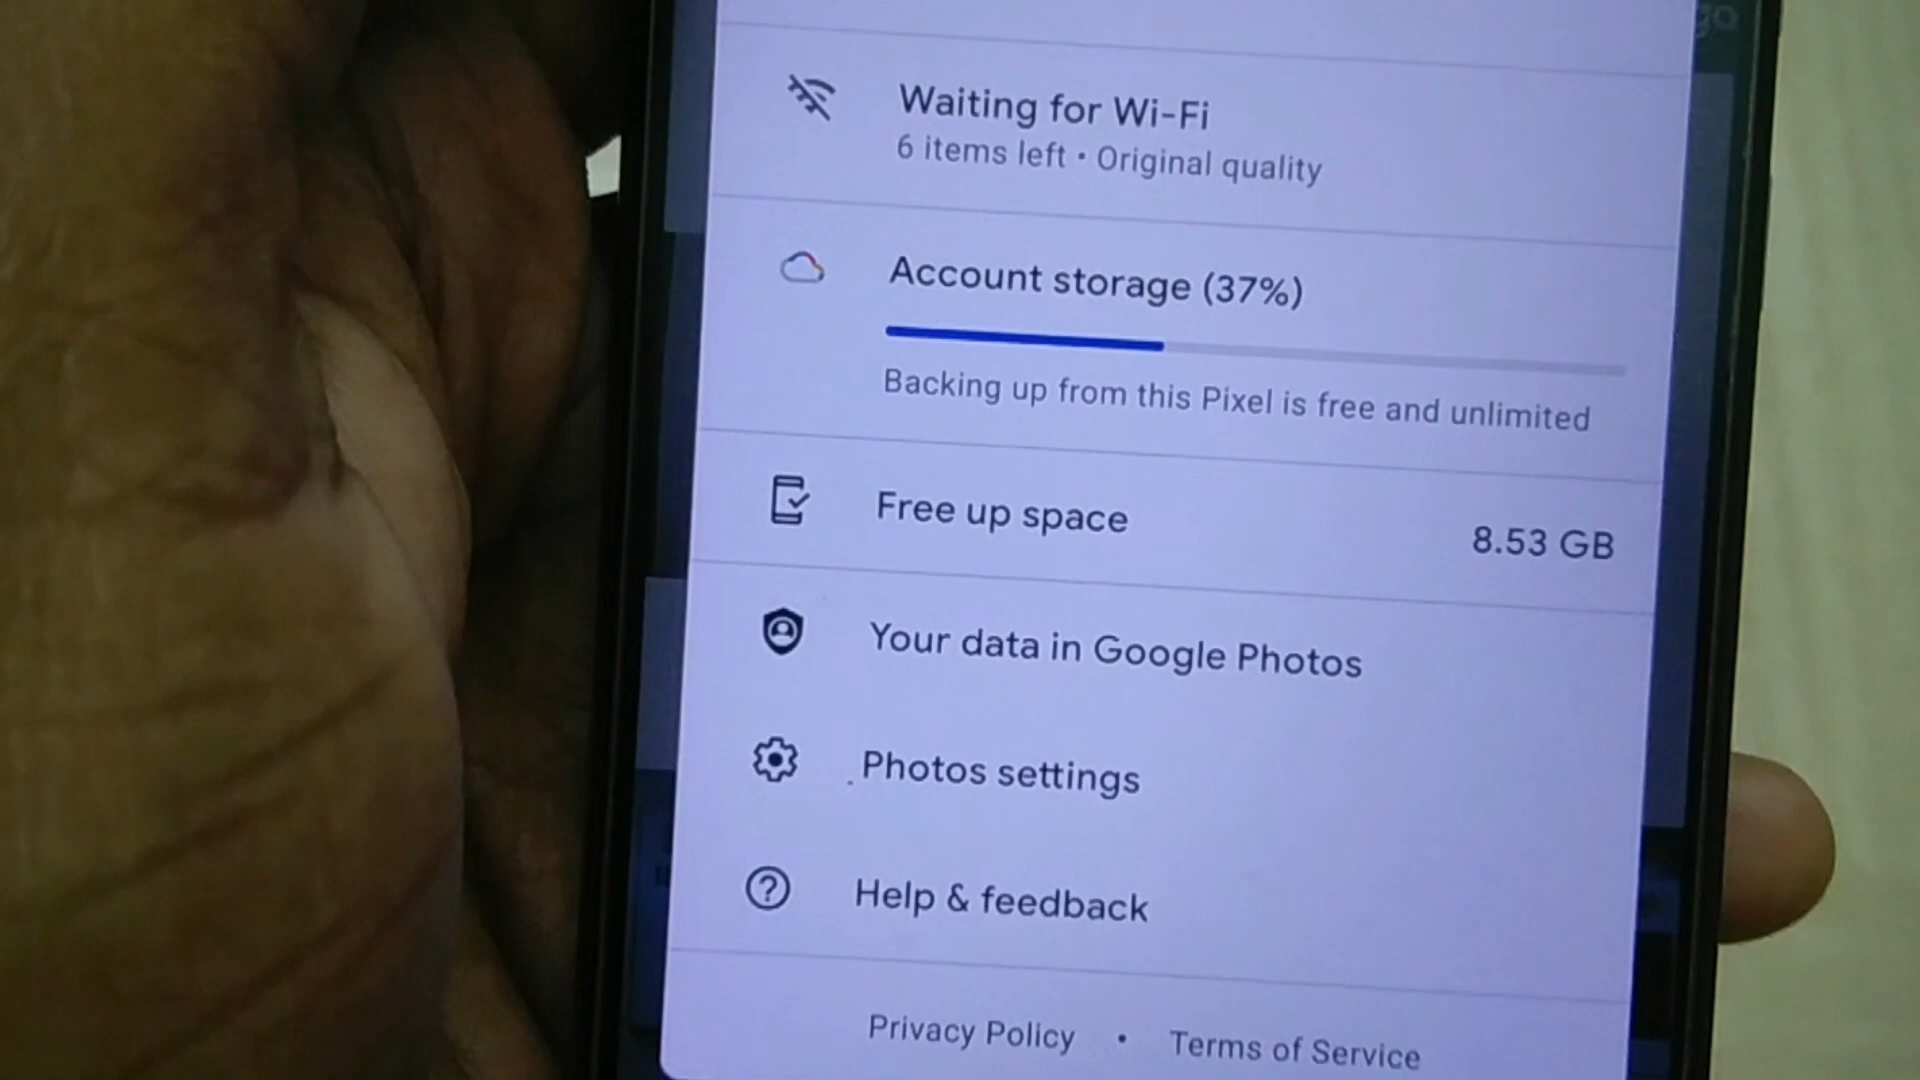 go
Waiting for Wi-Fi
6 items left • Original quality
Account storage (37%)
Backing up from this Pixel is free and unlimited
Free up space
8.53 GB
Your data in Google Photos
Photos settings
Help & feedback
Privacy Policy • Terms of Service